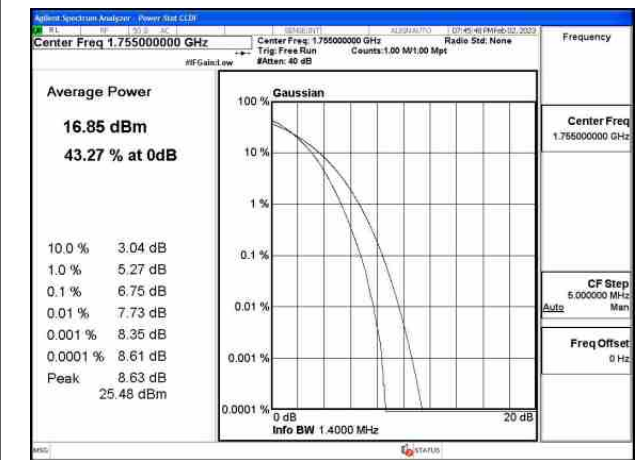 Agilent Spectrum Analyzer - Power Stat CCDF
RL RF 50 Ω AC SENSE:INT ALIGN AUTO 07:45:48 PM Feb 02, 2023
Center Freq 1.755000000 GHz
Center Freq: 1.755000000 GHz Radio Std: None
Trig: Free Run Counts:1.00 M/1.00 Mpt
#IFGain:Low #Atten: 40 dB
Frequency
Average Power
16.85 dBm
43.27 % at 0dB
10.0 % 3.04 dB
1.0 % 5.27 dB
0.1 % 6.75 dB
0.01 % 7.73 dB
0.001 % 8.35 dB
0.0001 % 8.61 dB
Peak 8.63 dB
25.48 dBm
Gaussian
100 %
10 %
1 %
0.1 %
0.01 %
0.001 %
0.0001 %
0 dB 20 dB
Info BW 1.4000 MHz
Center Freq
1.755000000 GHz
CF Step
5.000000 MHz
Auto Man
Freq Offset
0 Hz
MSG STATUS